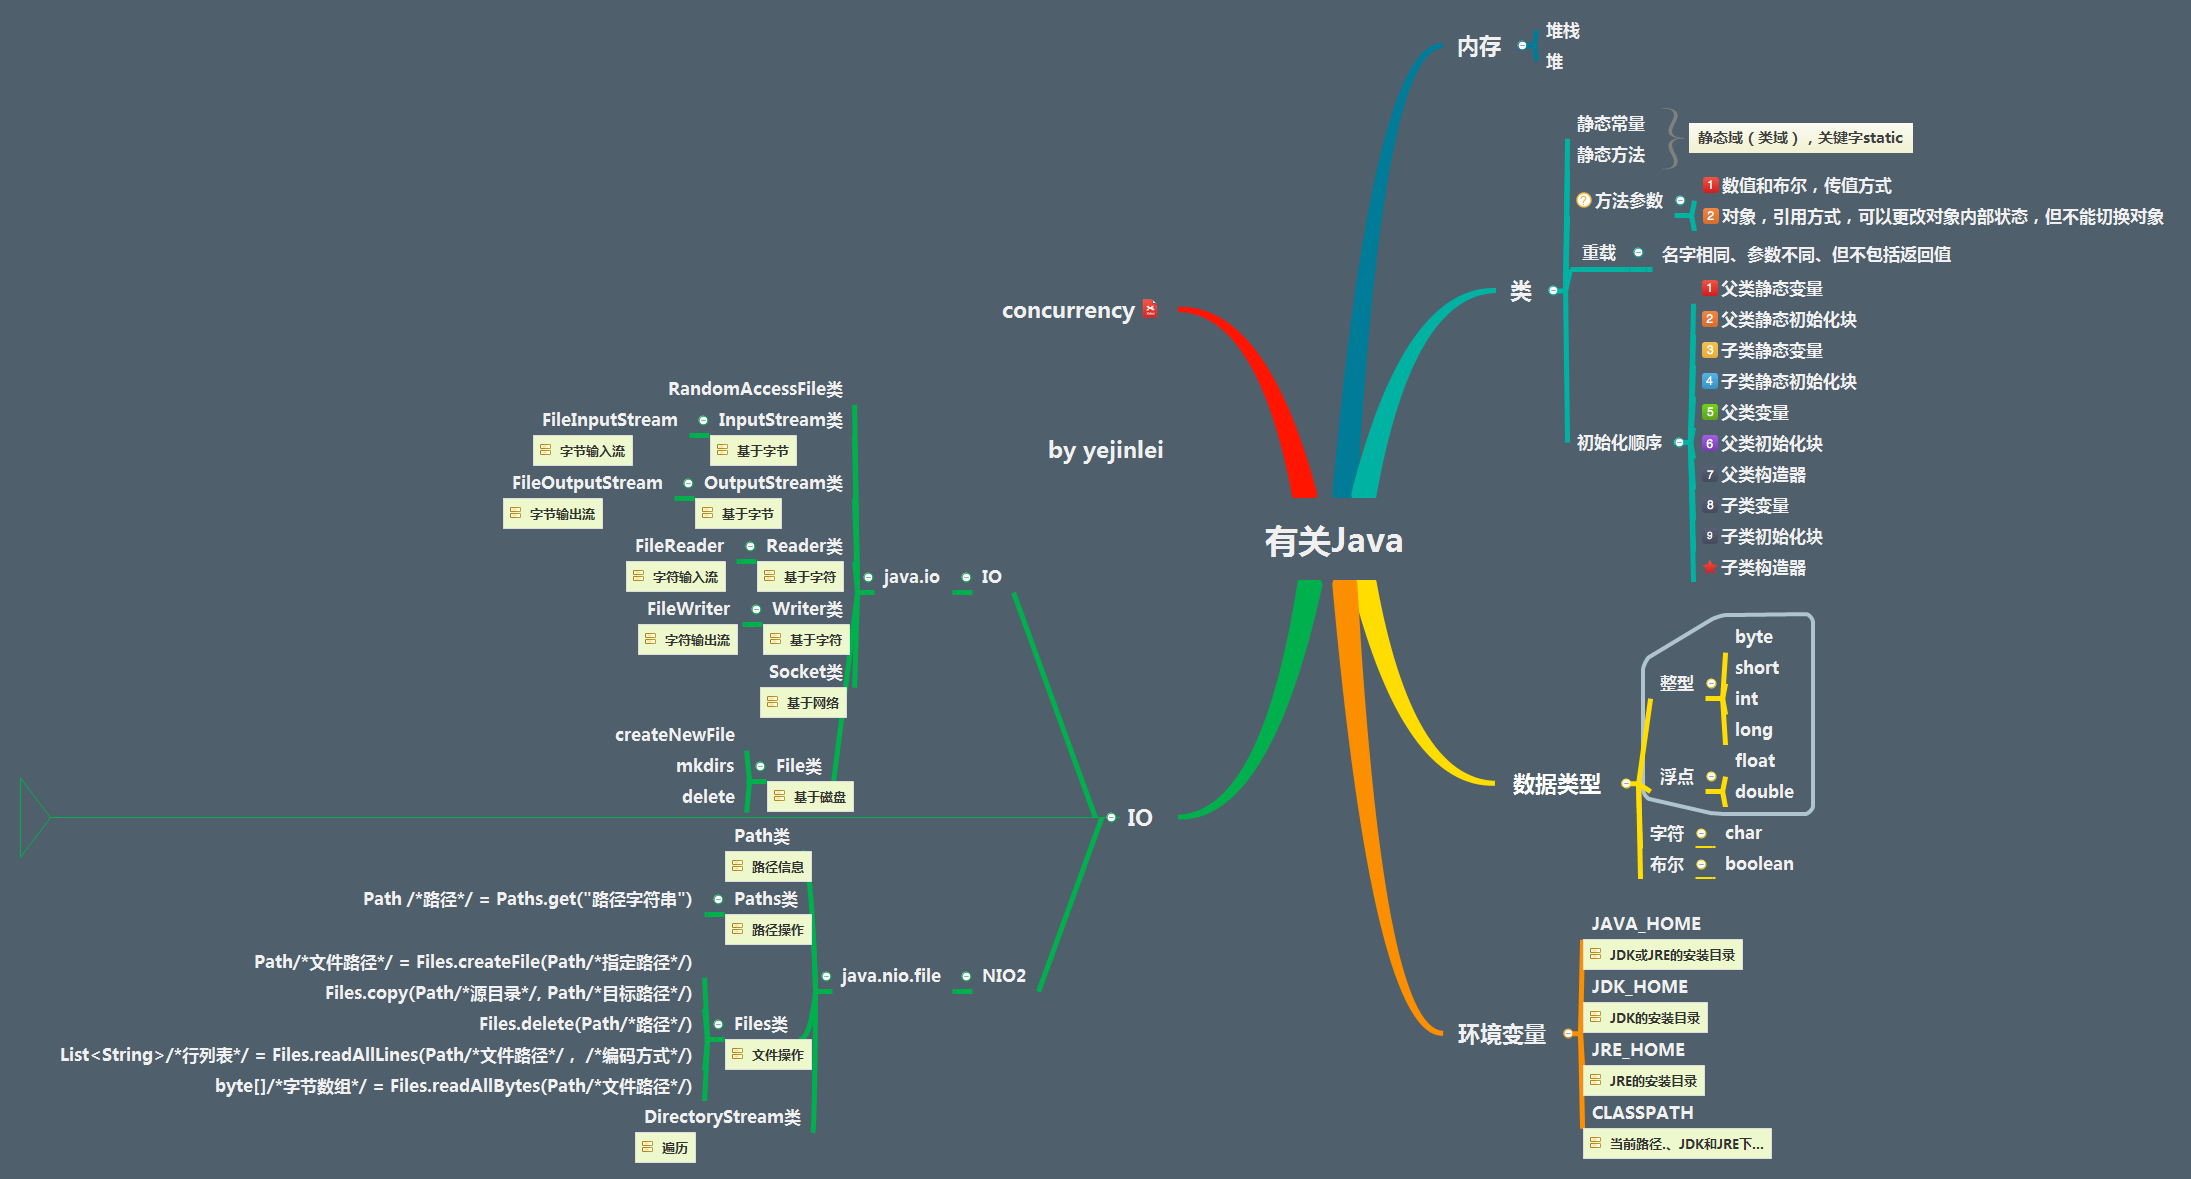 有关Java
by yejinlei
内存
堆栈
堆
类
静态常量
静态方法
静态域（类域），关键字static
方法参数
1 数值和布尔，传值方式
2 对象，引用方式，可以更改对象内部状态，但不能切换对象
重载
名字相同、参数不同、但不包括返回值
初始化顺序
1 父类静态变量
2 父类静态初始化块
3 子类静态变量
4 子类静态初始化块
5 父类变量
6 父类初始化块
7 父类构造器
8 子类变量
9 子类初始化块
子类构造器
数据类型
整型
byte
short
int
long
浮点
float
double
字符
char
布尔
boolean
环境变量
JAVA_HOME
JDK或JRE的安装目录
JDK_HOME
JDK的安装目录
JRE_HOME
JRE的安装目录
CLASSPATH
当前路径.、JDK和JRE下...
concurrency
IO
IO
java.io
RandomAccessFile类
InputStream类
基于字节
FileInputStream
字节输入流
OutputStream类
基于字节
FileOutputStream
字节输出流
Reader类
基于字符
FileReader
字符输入流
Writer类
基于字符
FileWriter
字符输出流
Socket类
基于网络
File类
基于磁盘
createNewFile
mkdirs
delete
NIO2
java.nio.file
Path类
路径信息
Paths类
路径操作
Path /*路径*/ = Paths.get("路径字符串")
Files类
文件操作
Path/*文件路径*/ = Files.createFile(Path/*指定路径*/)
Files.copy(Path/*源目录*/, Path/*目标路径*/)
Files.delete(Path/*路径*/)
List<String>/*行列表*/ = Files.readAllLines(Path/*文件路径*/ ，/*编码方式*/)
byte[]/*字节数组*/ = Files.readAllBytes(Path/*文件路径*/)
DirectoryStream类
遍历